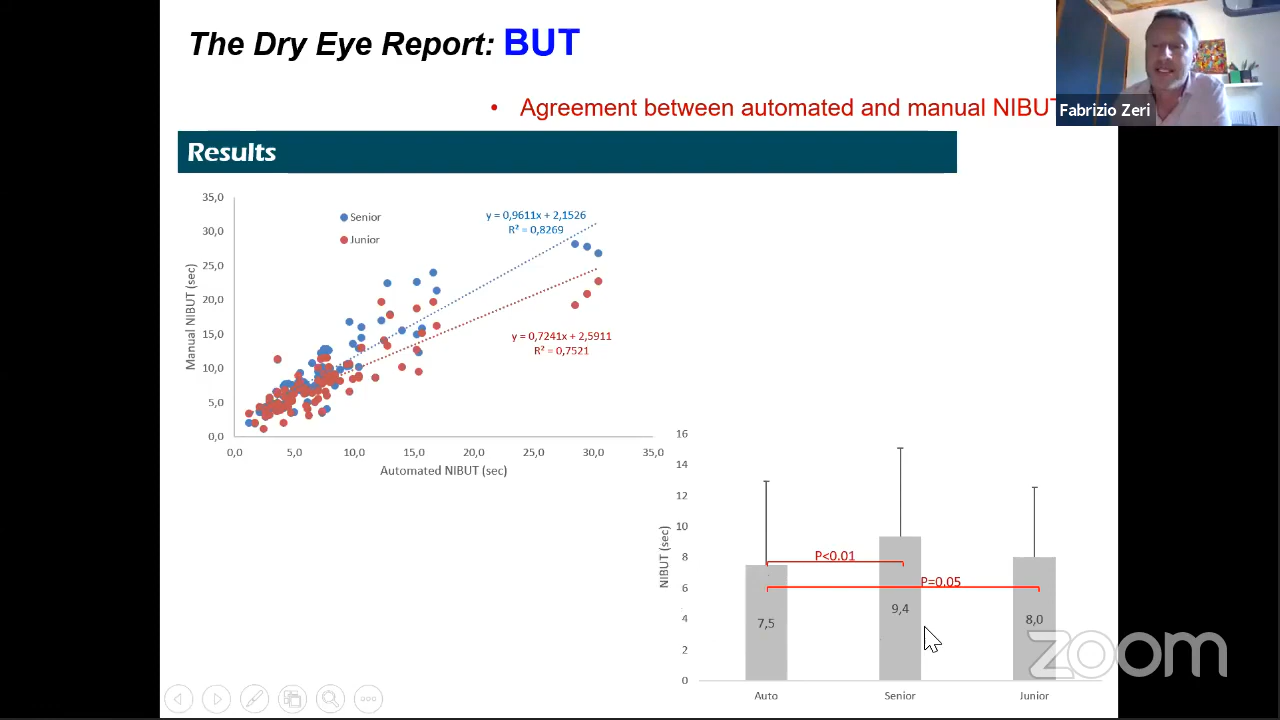 The Dry Eye Report: BUT
Fabrizio Zeri
• Agreement between automated and manual NIBUT
Results
35,0
30,0
25,0
20,0
15,0
10,0
5,0
0,0
Manual NIBUT (sec)
Senior
Junior
y = 0,9611x + 2,1526
R² = 0,8269
y = 0,7241x + 2,5911
R² = 0,7521
0,0 5,0 10,0 15,0 20,0 25,0 30,0 35,0
Automated NIBUT (sec)
16
14
12
10
8
6
4
2
0
NIBUT (sec)
P<0.01
P=0.05
7,5
9,4
8,0
Auto Senior Junior
zoom